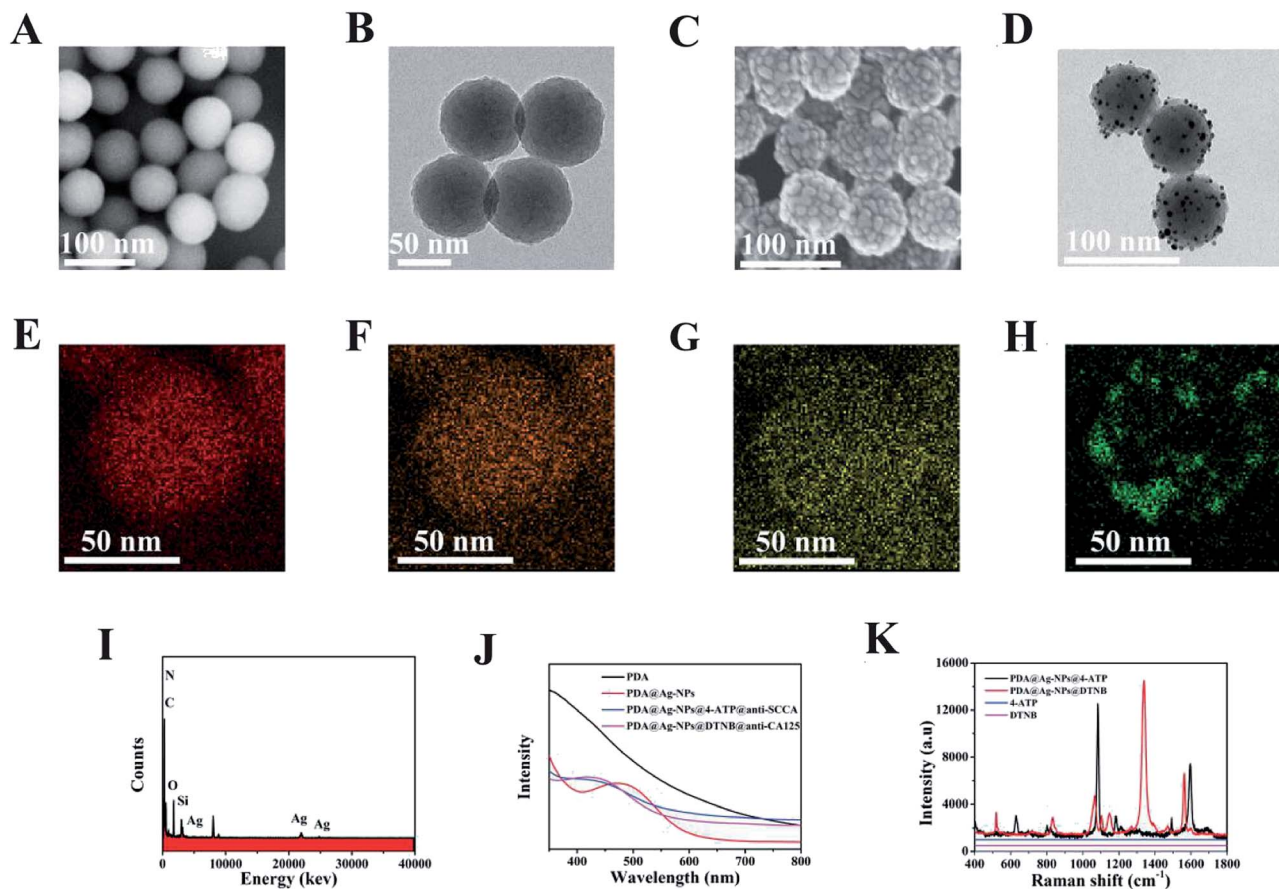 A
B
C
D
100 nm
50 nm
100 nm
100 nm
E
F
G
H
50 nm
50 nm
50 nm
50 nm
I
J
K
N
C
O
Si
Ag
Ag
Ag
Counts
0
10000
20000
30000
40000
Energy (kev)
PDA
PDA@Ag-NPs
PDA@Ag-NPs@4-ATP@anti-SCCA
PDA@Ag-NPs@DTNB@anti-CA125
Intensity
400
500
600
700
800
Wavelength (nm)
16000
12000
8000
4000
0
PDA@Ag-NPs@4-ATP
PDA@Ag-NPs@DTNB
4-ATP
DTNB
Intensity (a.u)
400
600
800
1000
1200
1400
1600
1800
Raman shift (cm⁻¹)